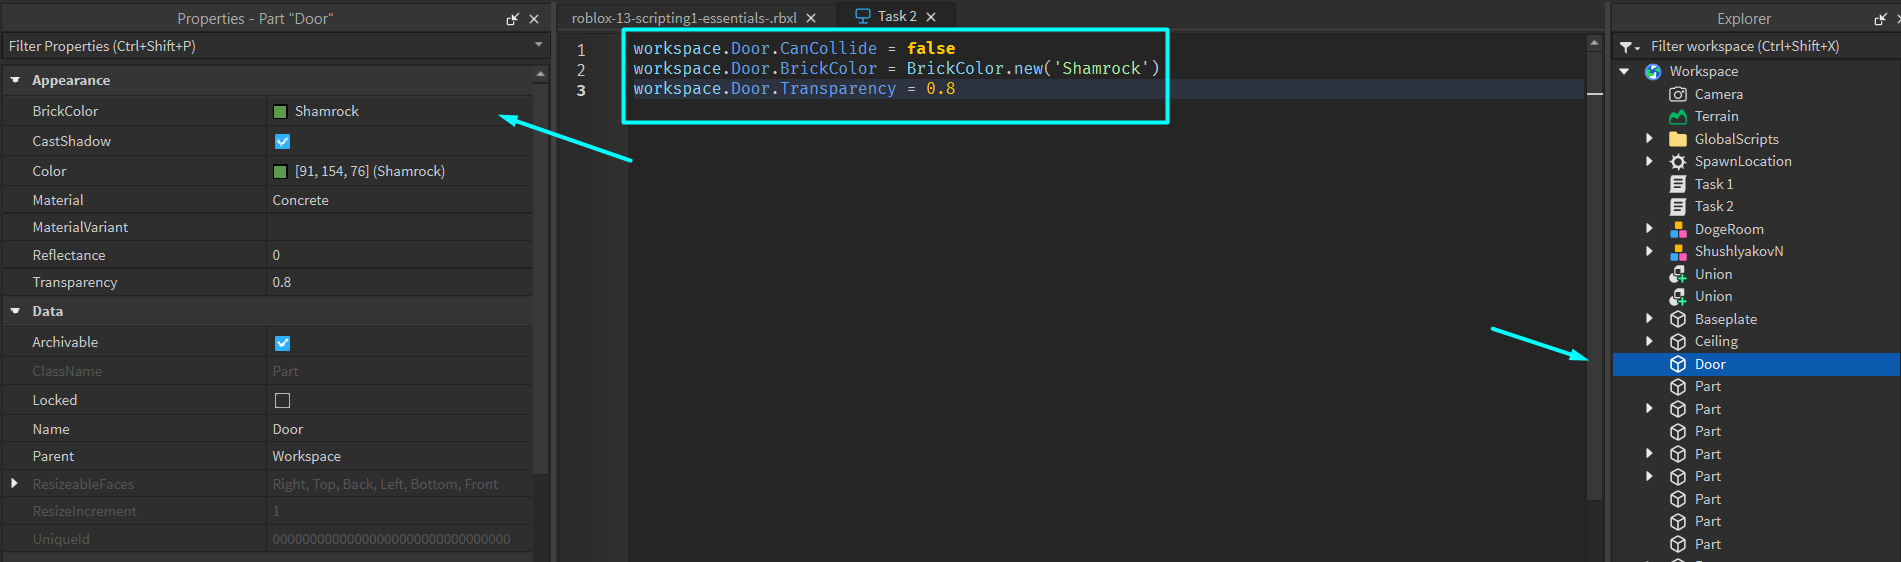 Properties - Part "Door"
Filter Properties (Ctrl+Shift+P)
Appearance
BrickColor Shamrock
CastShadow
Color [91, 154, 76] (Shamrock)
Material Concrete
MaterialVariant
Reflectance 0
Transparency 0.8
Data
Archivable
ClassName Part
Locked
Name Door
Parent Workspace
ResizeableFaces Right, Top, Back, Left, Bottom, Front
ResizeIncrement 1
UniqueId 00000000000000000000000000000000
roblox-13-scripting1-essentials-.rbxl
Task 2
1 workspace.Door.CanCollide = false
2 workspace.Door.BrickColor = BrickColor.new('Shamrock')
3 workspace.Door.Transparency = 0.8
Explorer
Filter workspace (Ctrl+Shift+X)
Workspace
Camera
Terrain
GlobalScripts
SpawnLocation
Task 1
Task 2
DogeRoom
ShushlyakovN
Union
Union
Baseplate
Ceiling
Door
Part
Part
Part
Part
Part
Part
Part
Part